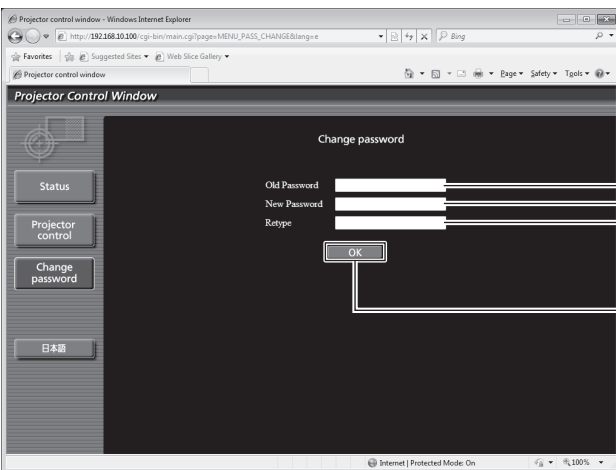 Projector control window - Windows Internet Explorer
http://192.168.10.100/cgi-bin/main.cgi?page=MENU_PASS_CHANGE&lang=e
Bing
Favorites Suggested Sites Web Slice Gallery
Projector control window Page Safety Tools
Projector Control Window
Change password
Status
Old Password
New Password
Retype
Projector
control
OK
Change
password
日本語
Internet | Protected Mode: On 100%